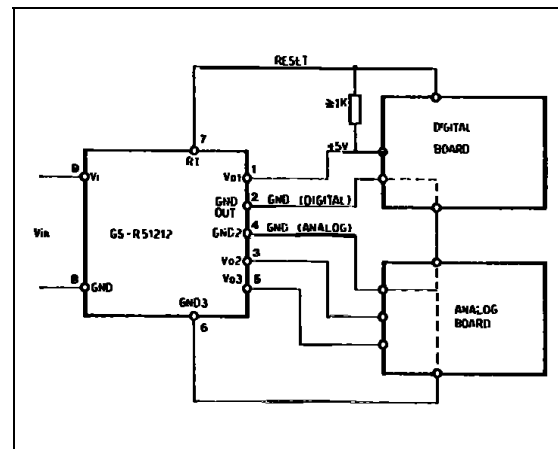 RESET
≥1K
+5V
DIGITAL
BOARD
7
RT
9
Vi
1
Vo1
2
GND
OUT
GND (DIGITAL)
4
GND2
GND (ANALOG)
Vin
GS-R51212
3
Vo2
5
Vo3
8
GND
GND3
6
ANALOG
BOARD